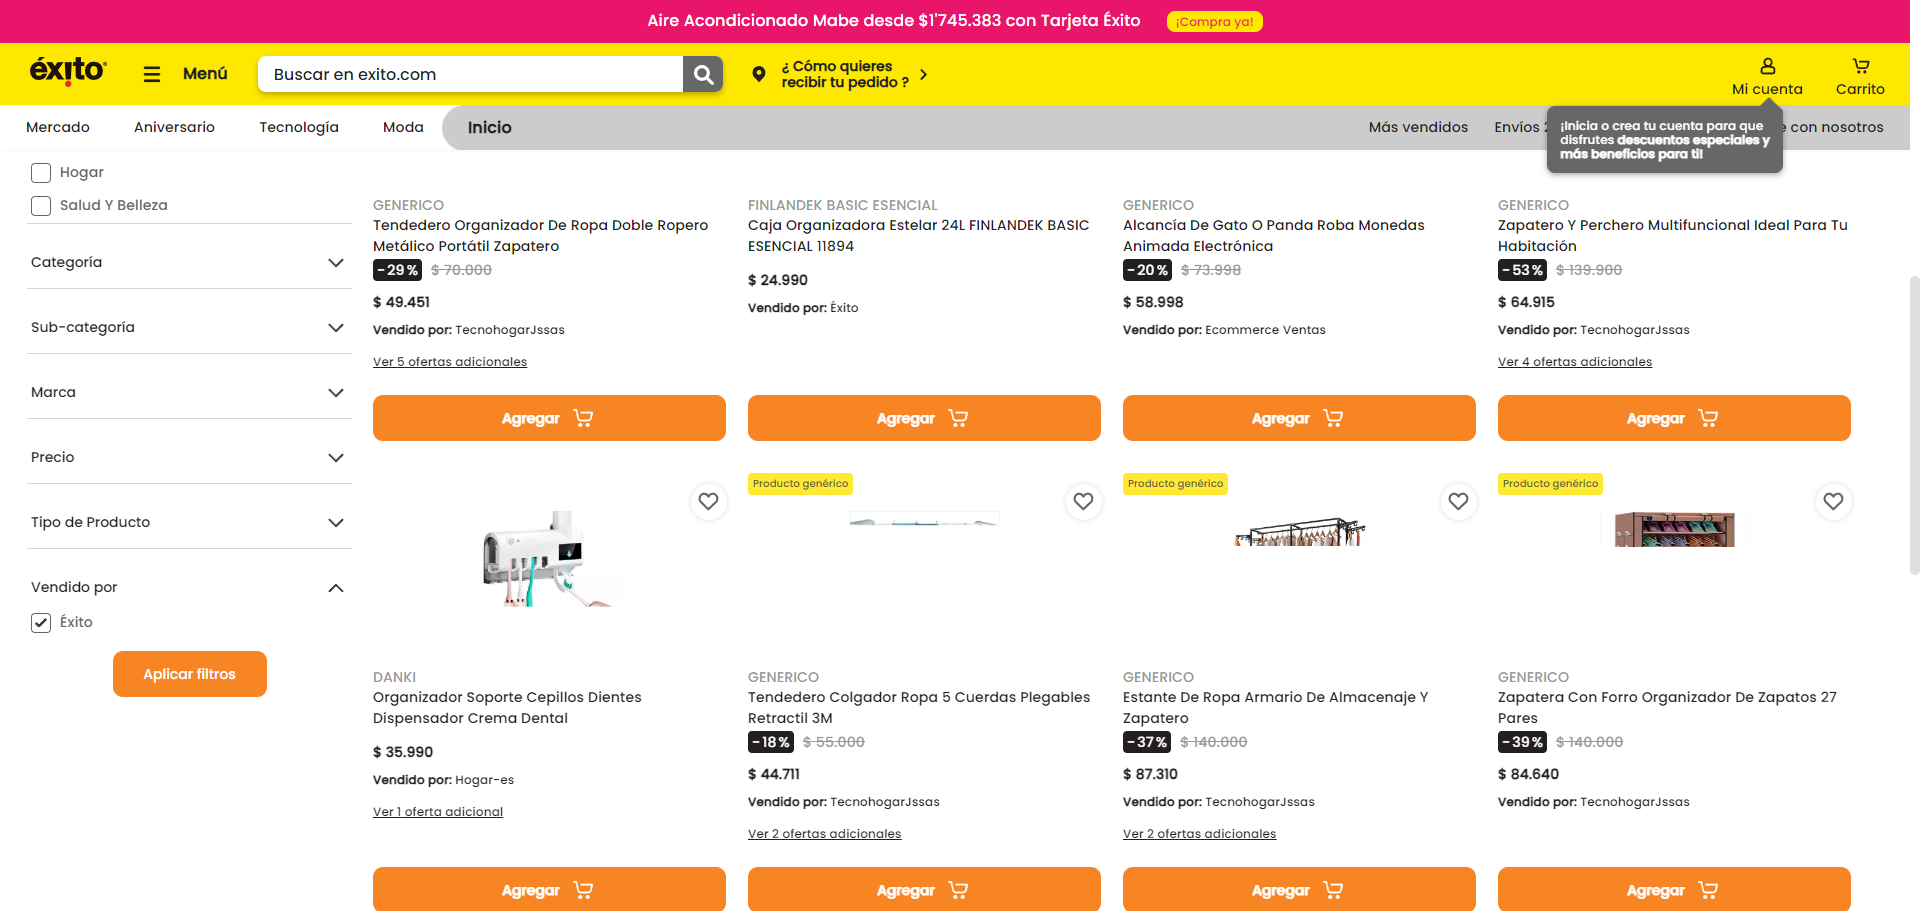 Aire Acondicionado Mabe desde $1'745.383 con Tarjeta Éxito ¡Compra ya!
éxito Menú Buscar en exito.com ¿ Cómo quieres
recibir tu pedido ? Mi cuenta Carrito
Mercado Aniversario Tecnología Moda Inicio Más vendidos Envíos e con nosotros
¡Inicia o crea tu cuenta para que
disfrutes descuentos especiales y
más beneficios para ti!
Hogar
Salud Y Belleza
Categoría
Sub-categoría
Marca
Precio
Tipo de Producto
Vendido por
Éxito
Aplicar filtros
GENERICO
Tendedero Organizador De Ropa Doble Ropero
Metálico Portátil Zapatero
-29% $ 70.000
$ 49.451
Vendido por: TecnohogarJssas
Ver 5 ofertas adicionales
Agregar
FINLANDEK BASIC ESENCIAL
Caja Organizadora Estelar 24L FINLANDEK BASIC
ESENCIAL 11894
$ 24.990
Vendido por: Éxito
Agregar
GENERICO
Alcancía De Gato O Panda Roba Monedas
Animada Electrónica
-20% $ 73.998
$ 58.998
Vendido por: Ecommerce Ventas
Agregar
GENERICO
Zapatero Y Perchero Multifuncional Ideal Para Tu
Habitación
-53% $ 139.900
$ 64.915
Vendido por: TecnohogarJssas
Ver 4 ofertas adicionales
Agregar
DANKI
Organizador Soporte Cepillos Dientes
Dispensador Crema Dental
$ 35.990
Vendido por: Hogar-es
Ver 1 oferta adicional
Agregar
Producto genérico
GENERICO
Tendedero Colgador Ropa 5 Cuerdas Plegables
Retractil 3M
-18% $ 55.000
$ 44.711
Vendido por: TecnohogarJssas
Ver 2 ofertas adicionales
Agregar
Producto genérico
GENERICO
Estante De Ropa Armario De Almacenaje Y
Zapatero
-37% $ 140.000
$ 87.310
Vendido por: TecnohogarJssas
Ver 2 ofertas adicionales
Agregar
Producto genérico
GENERICO
Zapatera Con Forro Organizador De Zapatos 27
Pares
-39% $ 140.000
$ 84.640
Vendido por: TecnohogarJssas
Agregar